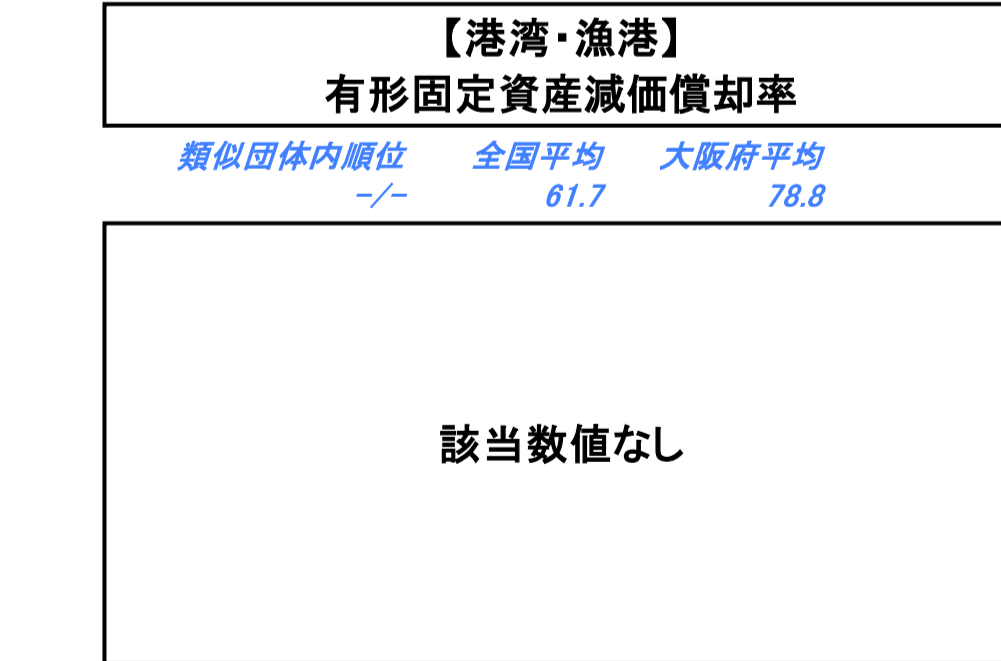 【港湾・漁港】
有形固定資産減価償却率
類似団体内順位 全国平均 大阪府平均
-/- 61.7 78.8
該当数値なし